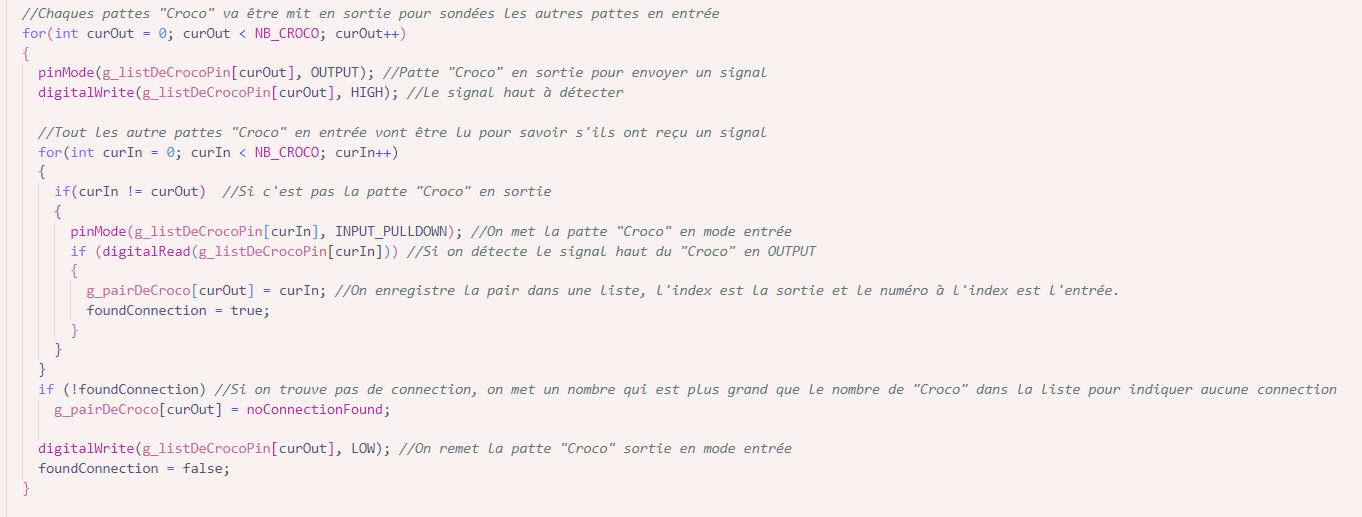 //Chaques pattes "Croco" va être mit en sortie pour sondées les autres pattes en entrée
for(int curOut = 0; curOut < NB_CROCO; curOut++)
{
pinMode(g_listDeCrocoPin[curOut], OUTPUT); //Patte "Croco" en sortie pour envoyer un signal
digitalWrite(g_listDeCrocoPin[curOut], HIGH); //Le signal haut à détecter
//Tout les autre pattes "Croco" en entrée vont être lu pour savoir s'ils ont reçu un signal
for(int curIn = 0; curIn < NB_CROCO; curIn++)
{
if(curIn != curOut)  //Si c'est pas la patte "Croco" en sortie
{
pinMode(g_listDeCrocoPin[curIn], INPUT_PULLDOWN); //On met la patte "Croco" en mode entrée
if (digitalRead(g_listDeCrocoPin[curIn])) //Si on détecte le signal haut du "Croco" en OUTPUT
{
g_pairDeCroco[curOut] = curIn; //On enregistre la pair dans une liste, l'index est la sortie et le numéro à l'index est l'entrée.
foundConnection = true;
}
}
}
if (!foundConnection) //Si on trouve pas de connection, on met un nombre qui est plus grand que le nombre de "Croco" dans la liste pour indiquer aucune connection
g_pairDeCroco[curOut] = noConnectionFound;
digitalWrite(g_listDeCrocoPin[curOut], LOW); //On remet la patte "Croco" sortie en mode entrée
foundConnection = false;
}